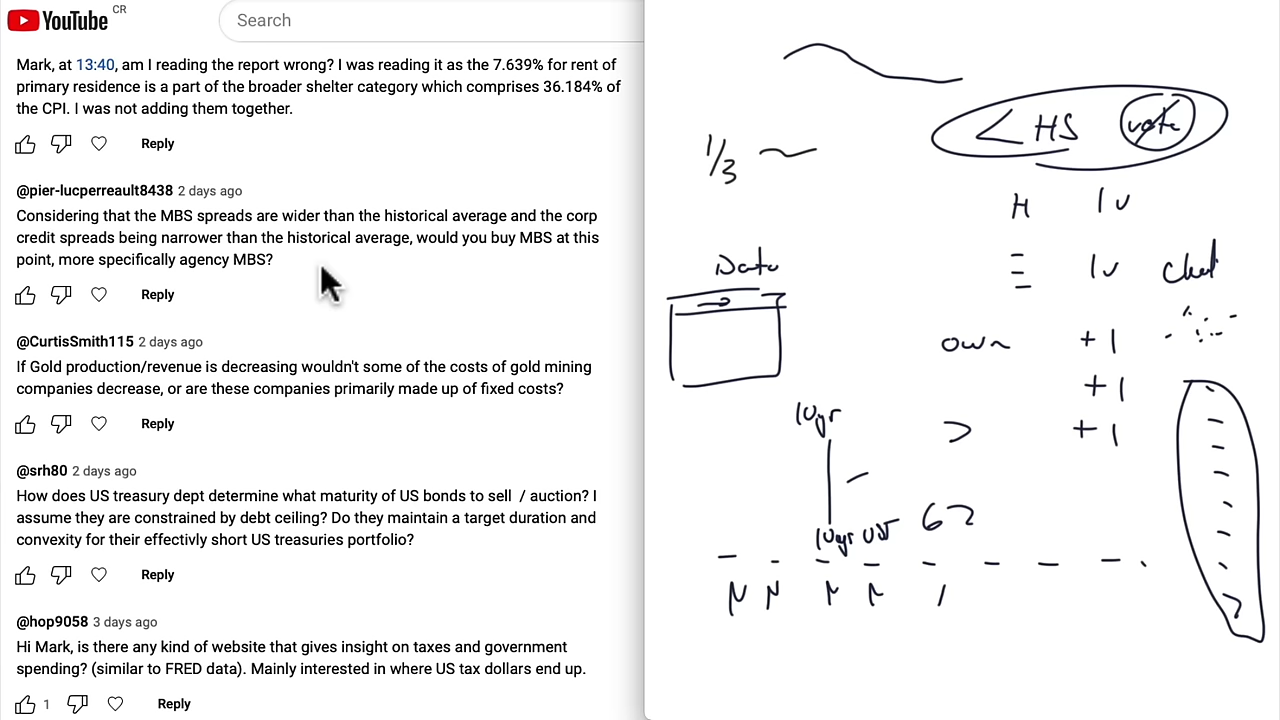 YouTube CR
Search
Mark, at 13:40, am I reading the report wrong? I was reading it as the 7.639% for rent of
primary residence is a part of the broader shelter category which comprises 36.184% of
the CPI. I was not adding them together.
Reply
@pier-lucperreault8438 2 days ago
Considering that the MBS spreads are wider than the historical average and the corp
credit spreads being narrower than the historical average, would you buy MBS at this
point, more specifically agency MBS?
Reply
@CurtisSmith115 2 days ago
If Gold production/revenue is decreasing wouldn't some of the costs of gold mining
companies decrease, or are these companies primarily made up of fixed costs?
Reply
@srh80 2 days ago
How does US treasury dept determine what maturity of US bonds to sell / auction? I
assume they are constrained by debt ceiling? Do they maintain a target duration and
convexity for their effectivly short US treasuries portfolio?
Reply
@hop9058 3 days ago
Hi Mark, is there any kind of website that gives insight on taxes and government
spending? (similar to FRED data). Mainly interested in where US tax dollars end up.
1 Reply
< HS vote
1/3
H 1v
Data
1v
own +1
+1
10yr
+1
10yr UST